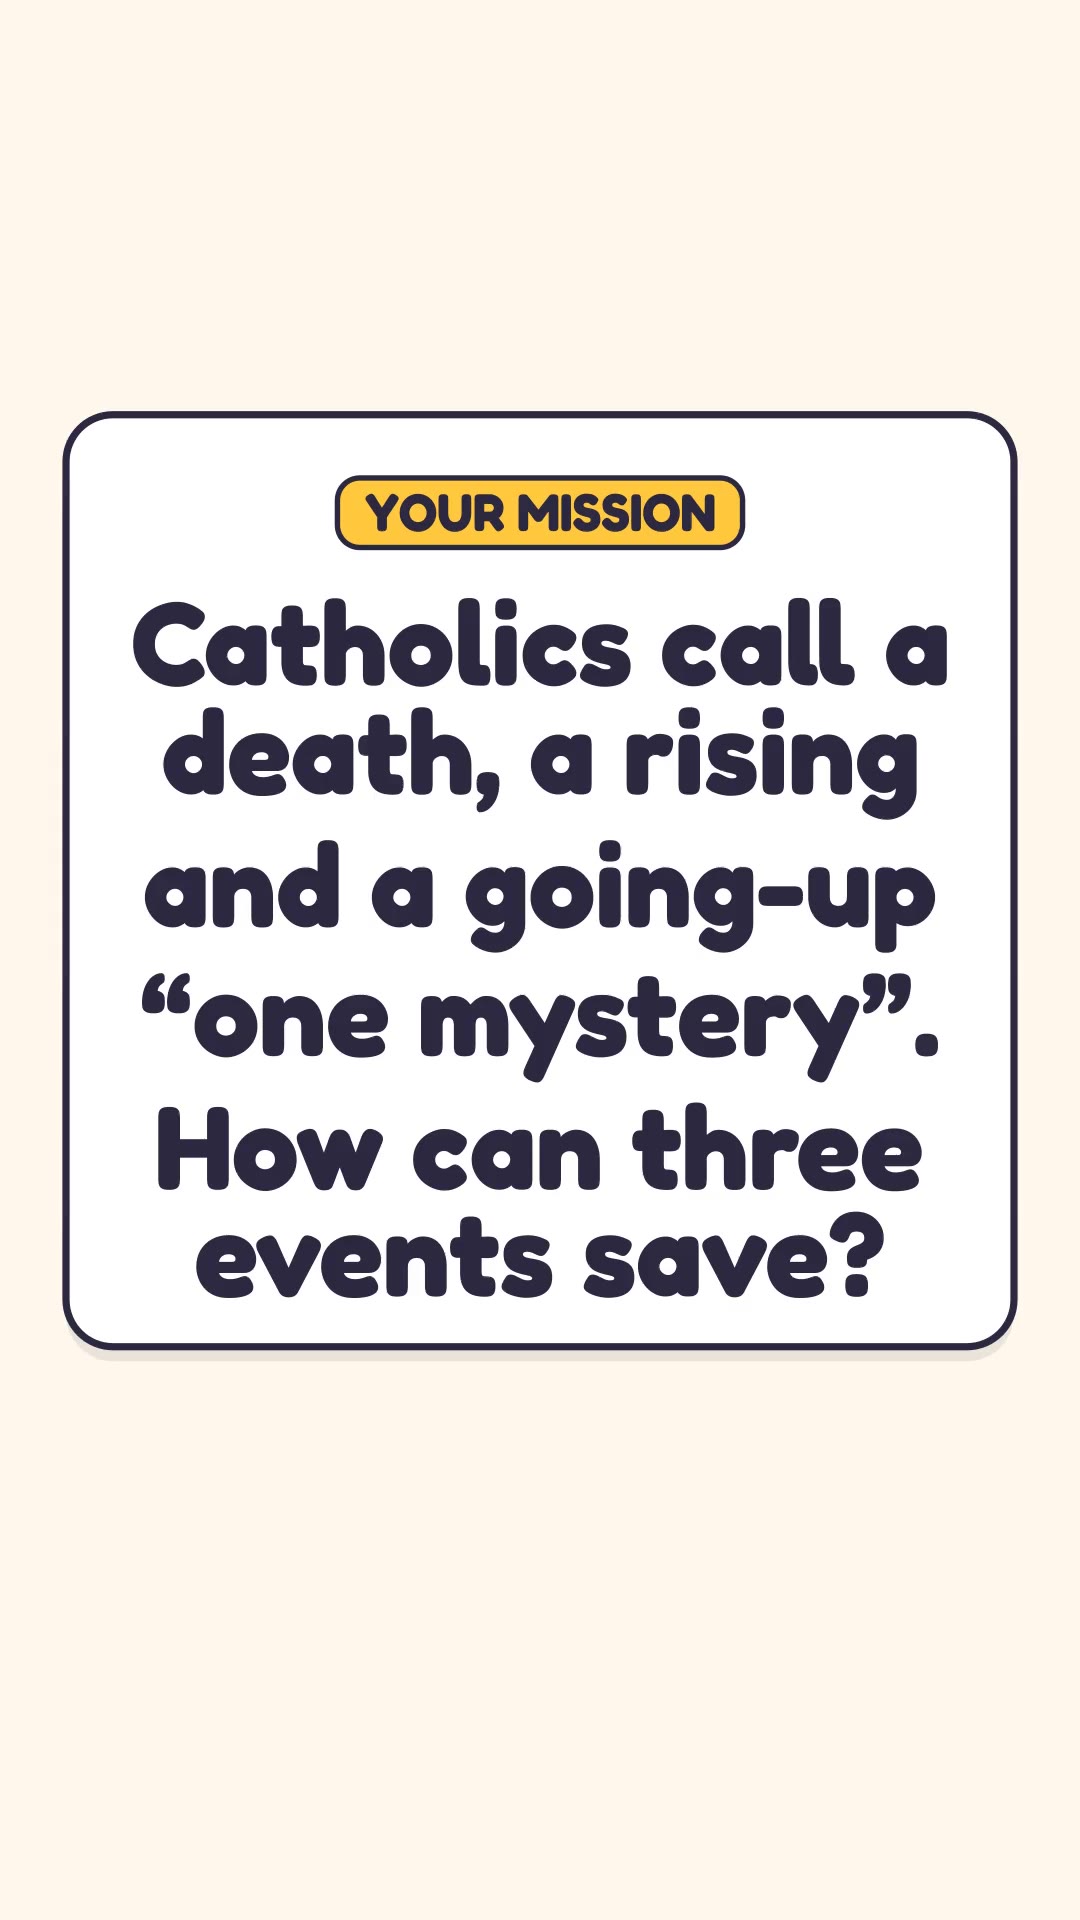 YOUR MISSION
Catholics call a
death, a rising
and a going-up
“one mystery”.
How can three
events save?